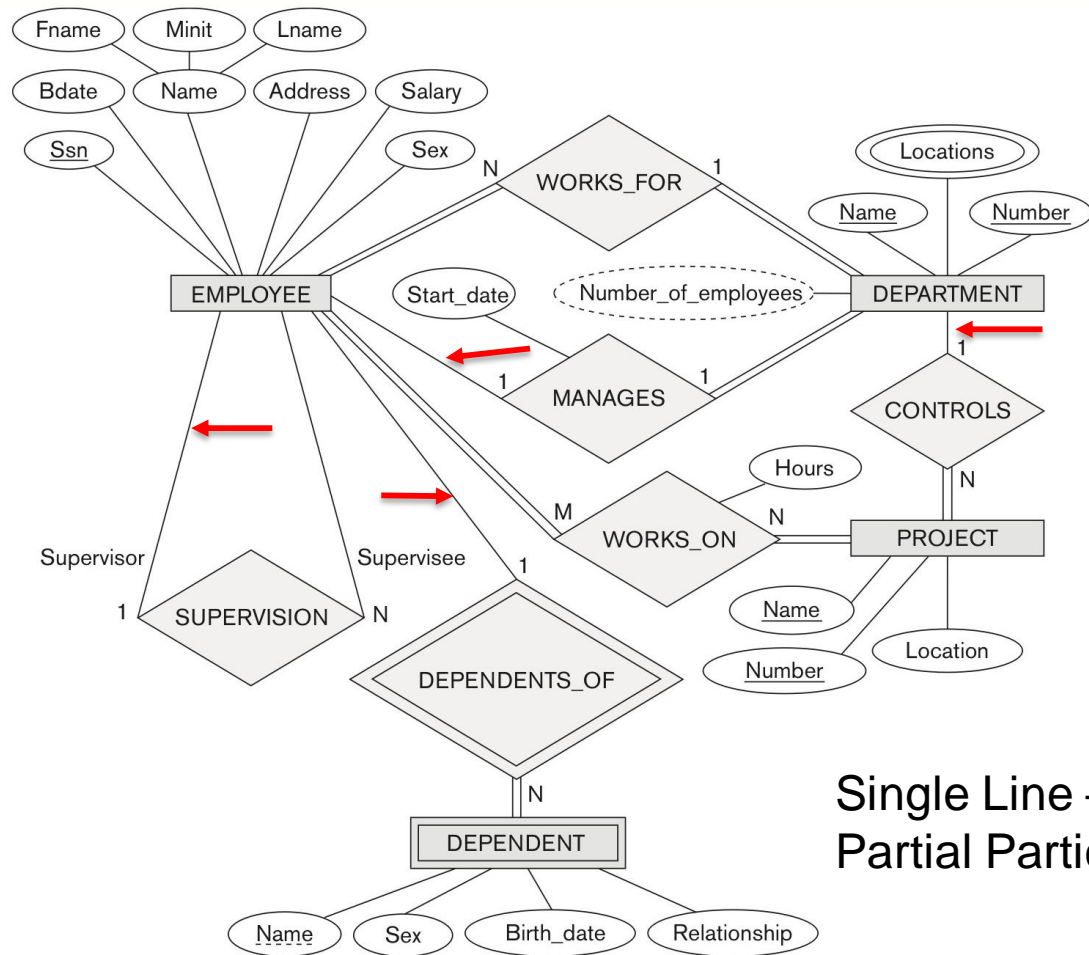 Fname
Minit
Lname
Bdate
Name
Address
Salary
Ssn
Sex
N
WORKS_FOR
1
Locations
Name
Number
EMPLOYEE
Start_date
Number_of_employees
DEPARTMENT
1
MANAGES
1
1
CONTROLS
N
Hours
M
WORKS_ON
N
PROJECT
Supervisor
Supervisee
1
SUPERVISION
N
1
Name
Number
Location
DEPENDENTS_OF
N
DEPENDENT
Name
Sex
Birth_date
Relationship
Single Line -
Partial Partic